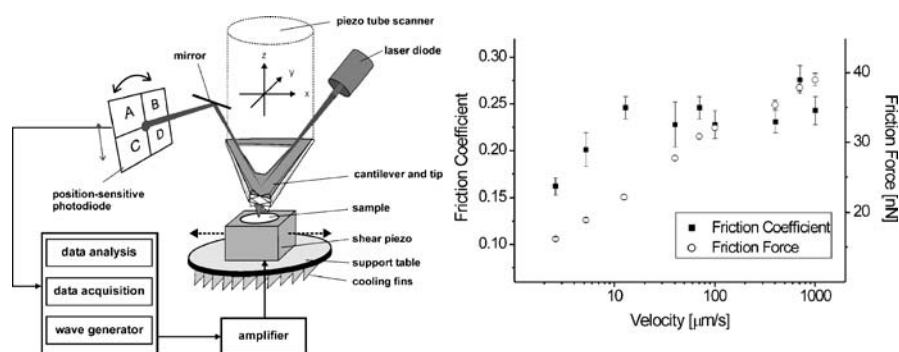 piezo tube scanner
laser diode
mirror
z
y
x
A B
C D
position-sensitive
photodiode
cantilever and tip
sample
shear piezo
support table
cooling fins
data analysis
data acquisition
wave generator
amplifier
Friction Coefficient
0.30
0.25
0.20
0.15
0.10
10
100
1000
Velocity [μm/s]
Friction Coefficient
Friction Force
40
30
20
Friction Force
[nN]